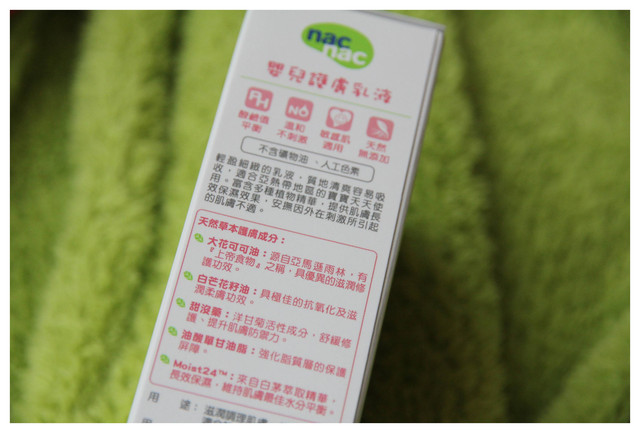 nac
nac
嬰兒護膚乳液
PH
NO
酸鹼值
平衡
溫和
不刺激
敏感肌
適用
天然
無添加
不含礦物油、人工色素
輕盈細緻的乳液，質地清爽容易吸
收，適合亞熱帶地區的寶寶天天使
用。富含多種植物精華，提供肌膚長
效保濕效果，安撫因外在刺激所引起
的肌膚不適。
天然草本護膚成分：
大花可可油：源自亞馬遜雨林，有
『上帝食物』之稱，具優異的滋潤修
護功效。
白芒花籽油：具極佳的抗氧化及滋
潤柔膚功效。
甜沒藥：洋甘菊活性成分，舒緩修
護、提升肌膚防禦力。
油酸單甘油脂：強化脂質層的保護
屏障。
Moist24™：來自白茅萃取精華，
長效保濕，維持肌膚最佳水分平衡。
用 途：滋潤調理肌膚